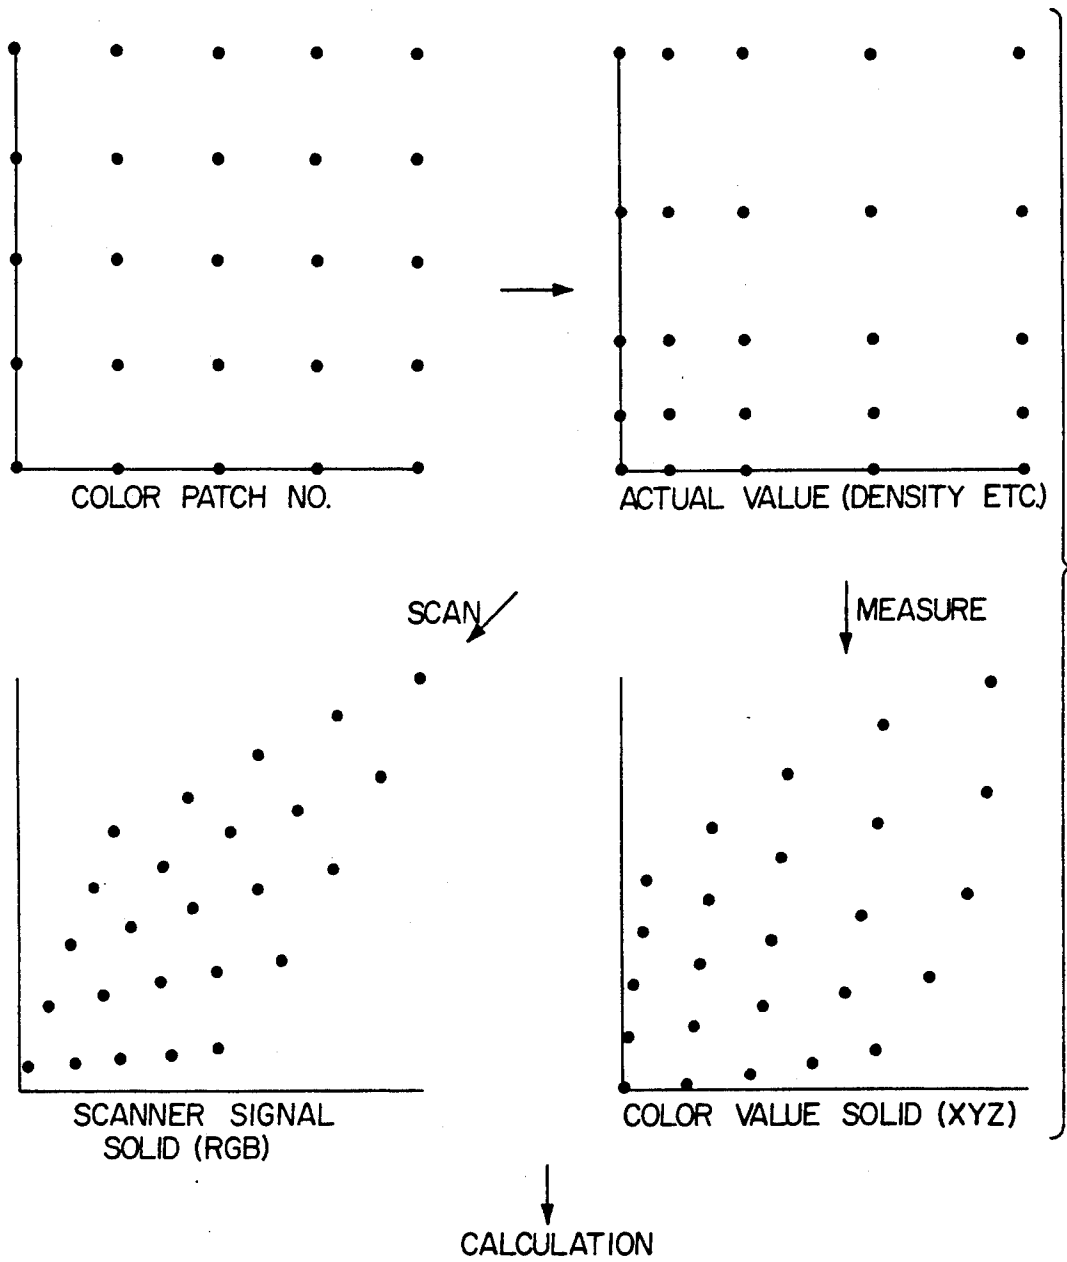 COLOR PATCH NO.
ACTUAL VALUE (DENSITY ETC.)
SCAN
MEASURE
SCANNER SIGNAL
SOLID (RGB)
COLOR VALUE SOLID (XYZ)
CALCULATION